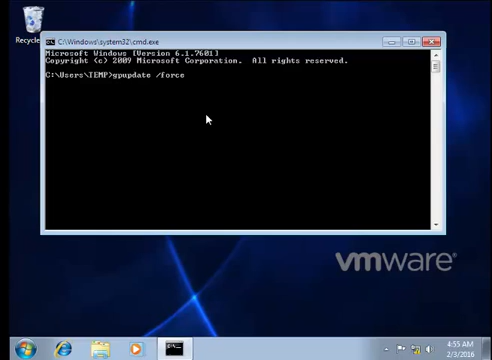 Recycle
C:\Windows\system32\cmd.exe
Microsoft Windows [Version 6.1.7601]
Copyright (c) 2009 Microsoft Corporation.  All rights reserved.
C:\Users\TEMP>gpupdate /force
vmware®
C:\
4:55 AM
2/3/2016